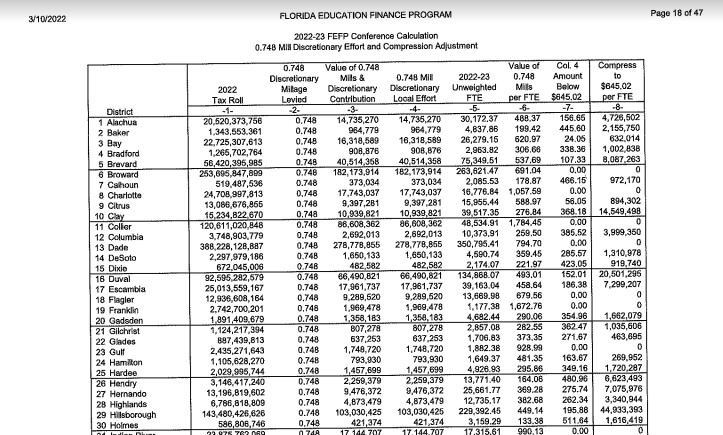 3/10/2022 FLORIDA EDUCATION FINANCE PROGRAM Page 16 of 47
2022-23 FEFP Conference Calculation
0.748 Mill Discretionary Effort and Compression Adjustment
0.748 Value of 0.748 Value of Col. 4 Compress
Discretionary Mills & 0.748 Mill 2022-23 0.748 Amount to
2022 Millage Discretionary Discretionary Unweighted Mills Below $645.02
Tax Roll Levied Contribution Local Effort FTE per FTE $645.02 per FTE
District -1- -2- -3- -4- -5- -6- -7- -8-
1 Alachua 20,520,373,756 0.748 14,735,270 14,735,270 30,172.37 488.37 156.65 4,726,502
2 Baker 1,343,553,361 0.748 964,779 964,779 4,837.86 199.42 445.60 2,155,750
3 Bay 22,725,307,613 0.748 16,318,589 16,318,589 26,279.15 620.97 24.05 632,014
4 Bradford 1,265,702,764 0.748 908,876 908,876 2,963.82 306.66 338.36 1,002,838
5 Brevard 56,420,395,985 0.748 40,514,358 40,514,358 75,349.51 537.69 107.33 8,087,263
6 Broward 253,695,847,899 0.748 182,173,914 182,173,914 263,621.47 691.04 0.00 0
7 Calhoun 519,487,536 0.748 373,034 373,034 2,085.53 178.87 466.15 972,170
8 Charlotte 24,708,997,813 0.748 17,743,037 17,743,037 16,776.84 1,057.59 0.00 0
9 Citrus 13,086,676,855 0.748 9,397,281 9,397,281 15,955.44 588.97 56.05 894,302
10 Clay 15,234,822,670 0.748 10,939,821 10,939,821 39,517.35 276.84 368.18 14,549,498
11 Collier 120,611,020,848 0.748 86,608,362 86,608,362 48,534.91 1,784.45 0.00 0
12 Columbia 3,748,903,779 0.748 2,692,013 2,692,013 10,373.91 259.50 385.52 3,999,350
13 Dade 388,228,128,887 0.748 278,778,855 278,778,855 350,795.41 794.70 0.00 0
14 DeSoto 2,297,979,186 0.748 1,650,133 1,650,133 4,590.74 359.45 285.57 1,310,978
15 Dixie 672,045,006 0.748 482,582 482,582 2,174.07 221.97 423.05 919,740
16 Duval 92,595,282,579 0.748 66,490,821 66,490,821 134,868.07 493.01 152.01 20,501,295
17 Escambia 25,013,559,167 0.748 17,961,737 17,961,737 39,163.04 458.64 186.38 7,299,207
18 Flagler 12,936,608,164 0.748 9,289,520 9,289,520 13,669.98 679.56 0.00 0
19 Franklin 2,742,700,201 0.748 1,969,478 1,969,478 1,177.38 1,672.76 0.00 0
20 Gadsden 1,891,409,679 0.748 1,358,183 1,358,183 4,682.44 290.06 354.96 1,662,079
21 Gilchrist 1,124,217,394 0.748 807,278 807,278 2,857.08 282.55 362.47 1,035,606
22 Glades 887,439,813 0.748 637,253 637,253 1,706.83 373.35 271.67 463,695
23 Gulf 2,435,271,643 0.748 1,748,720 1,748,720 1,882.38 928.99 0.00 0
24 Hamilton 1,105,628,270 0.748 793,930 793,930 1,649.37 481.35 163.67 269,952
25 Hardee 2,029,995,744 0.748 1,457,699 1,457,699 4,926.93 295.86 349.16 1,720,287
26 Hendry 3,146,417,240 0.748 2,259,379 2,259,379 13,771.40 164.06 480.96 6,623,493
27 Hernando 13,196,819,602 0.748 9,476,372 9,476,372 25,661.77 369.28 275.74 7,075,976
28 Highlands 6,786,818,809 0.748 4,873,479 4,873,479 12,735.17 382.68 262.34 3,340,944
29 Hillsborough 143,480,426,626 0.748 103,030,425 103,030,425 229,392.45 449.14 195.88 44,933,393
30 Holmes 586,806,746 0.748 421,374 421,374 3,159.29 133.38 511.64 1,616,419
31 Indian River 23,875,762,069 0.748 17,144,707 17,144,707 17,315.61 990.13 0.00 0